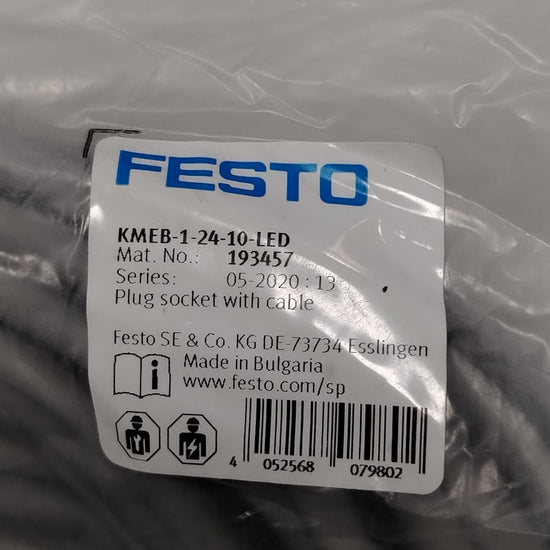 FESTO
KMEB-1-24-10-LED
Mat. No.: 193457
Series: 05-2020 : 13
Plug socket with cable
Festo SE & Co. KG DE-73734 Esslingen
Made in Bulgaria
www.festo.com/sp
4 052568 079802